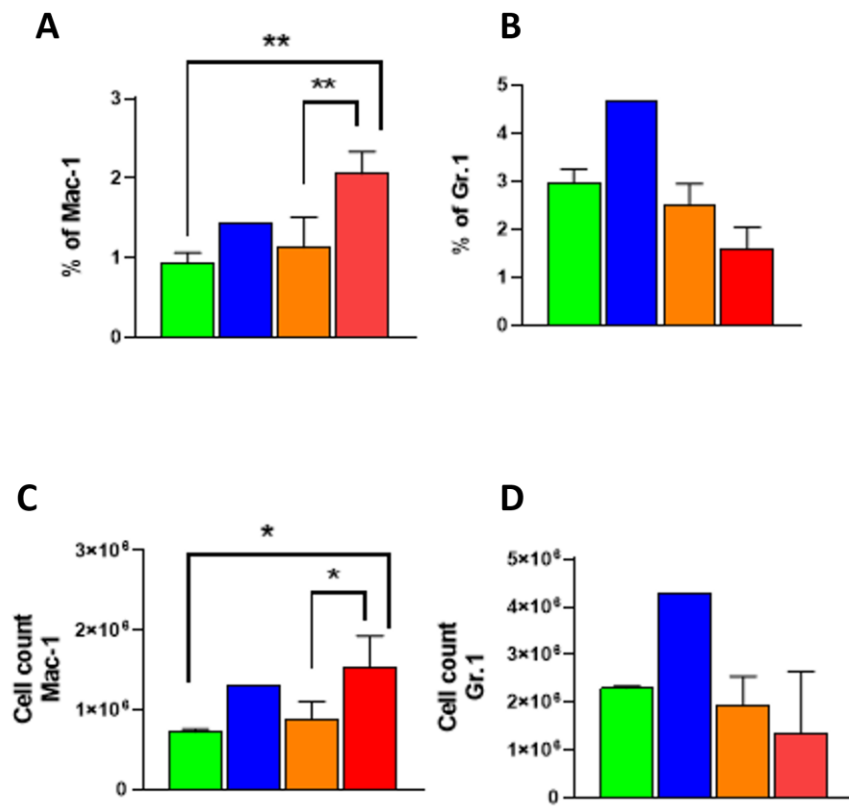 A
B
**
**
% of Mac-1
3
2
1
0
% of Gr.1
5
4
3
2
1
0
C
D
*
*
Cell count
Mac-1
3×10⁶
2×10⁶
1×10⁶
0
Cell count
Gr.1
5×10⁶
4×10⁶
3×10⁶
2×10⁶
1×10⁶
0